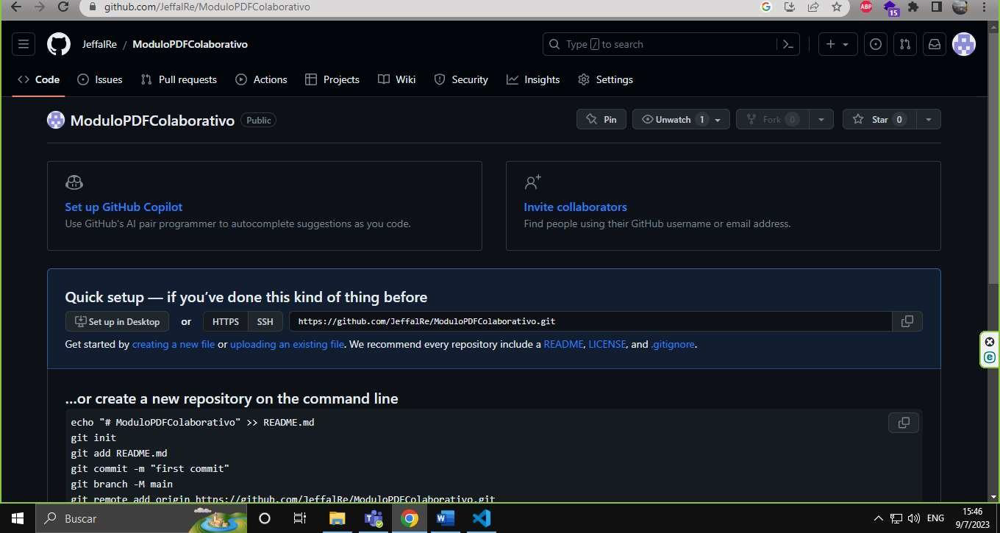 github.com/JeffalRe/ModuloPDFColaborativo
ABP
15
JeffalRe / ModuloPDFColaborativo
Type / to search
Code Issues Pull requests Actions Projects Wiki Security Insights Settings
ModuloPDFColaborativo Public
Pin Unwatch 1 Fork 0 Star 0
Set up GitHub Copilot
Use GitHub's AI pair programmer to autocomplete suggestions as you code.
Invite collaborators
Find people using their GitHub username or email address.
Quick setup — if you’ve done this kind of thing before
Set up in Desktop or HTTPS SSH https://github.com/JeffalRe/ModuloPDFColaborativo.git
Get started by creating a new file or uploading an existing file. We recommend every repository include a README, LICENSE, and .gitignore.
…or create a new repository on the command line
echo "# ModuloPDFColaborativo" >> README.md
git init
git add README.md
git commit -m "first commit"
git branch -M main
git remote add origin https://github.com/JeffalRe/ModuloPDFColaborativo.git
Buscar
ENG
15:46
9/7/2023